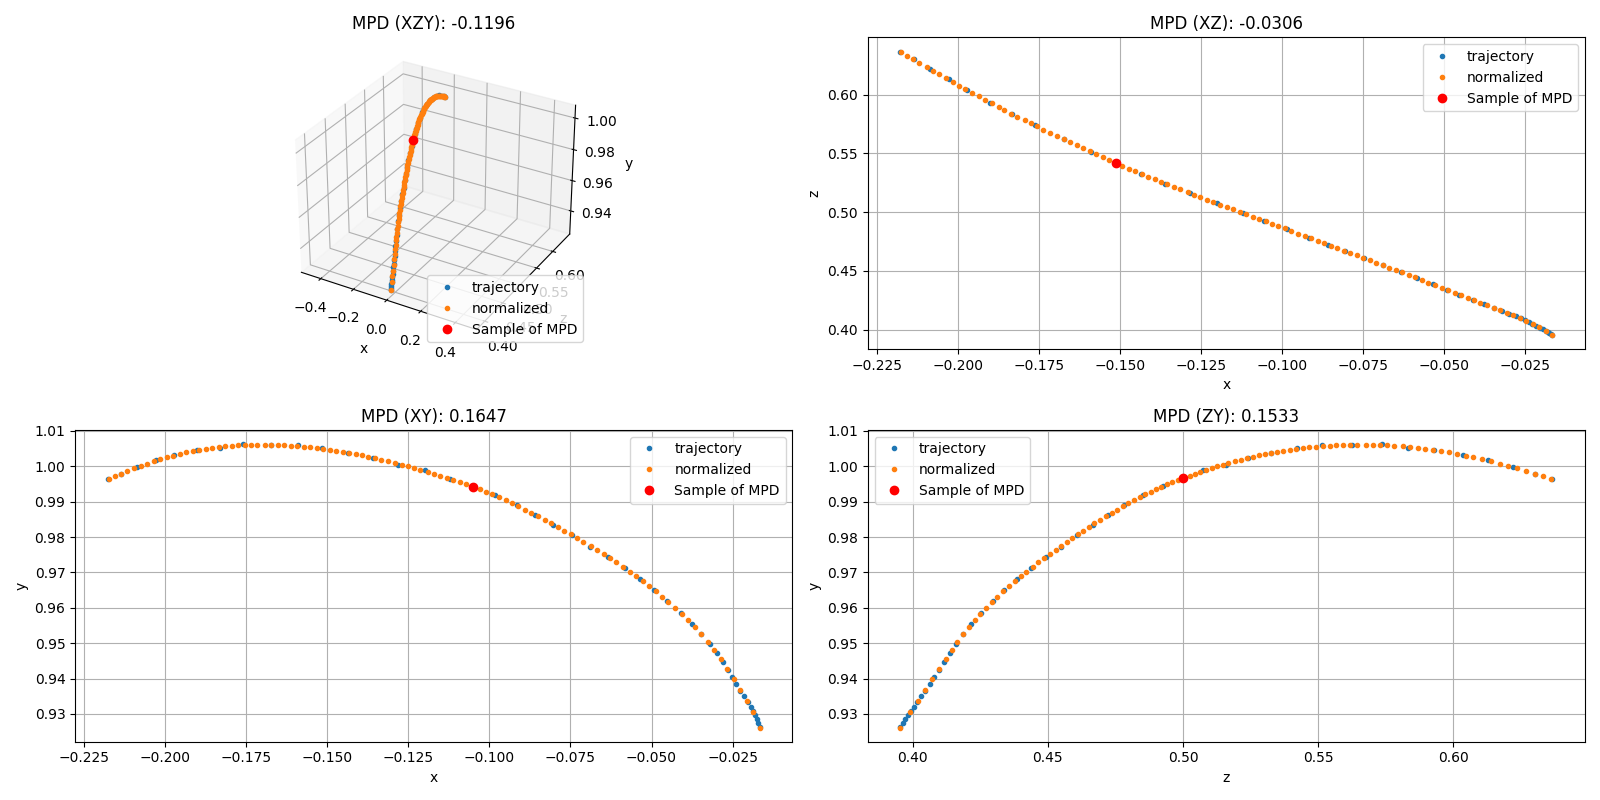 MPD (XZY): -0.1196
1.00
y
0.98
0.96
0.94
0.60
0.55
z
0.40
−0.4
−0.2
0.0
0.2
0.4
x
trajectory
normalized
Sample of MPD
MPD (XZ): -0.0306
trajectory
normalized
Sample of MPD
0.60
0.55
0.50
0.45
0.40
z
−0.225 −0.200 −0.175 −0.150 −0.125 −0.100 −0.075 −0.050 −0.025
x
MPD (XY): 0.1647
trajectory
normalized
Sample of MPD
1.01
1.00
0.99
0.98
0.97
0.96
0.95
0.94
0.93
y
−0.225 −0.200 −0.175 −0.150 −0.125 −0.100 −0.075 −0.050 −0.025
x
MPD (ZY): 0.1533
trajectory
normalized
Sample of MPD
1.01
1.00
0.99
0.98
0.97
0.96
0.95
0.94
0.93
y
0.40 0.45 0.50 0.55 0.60
z